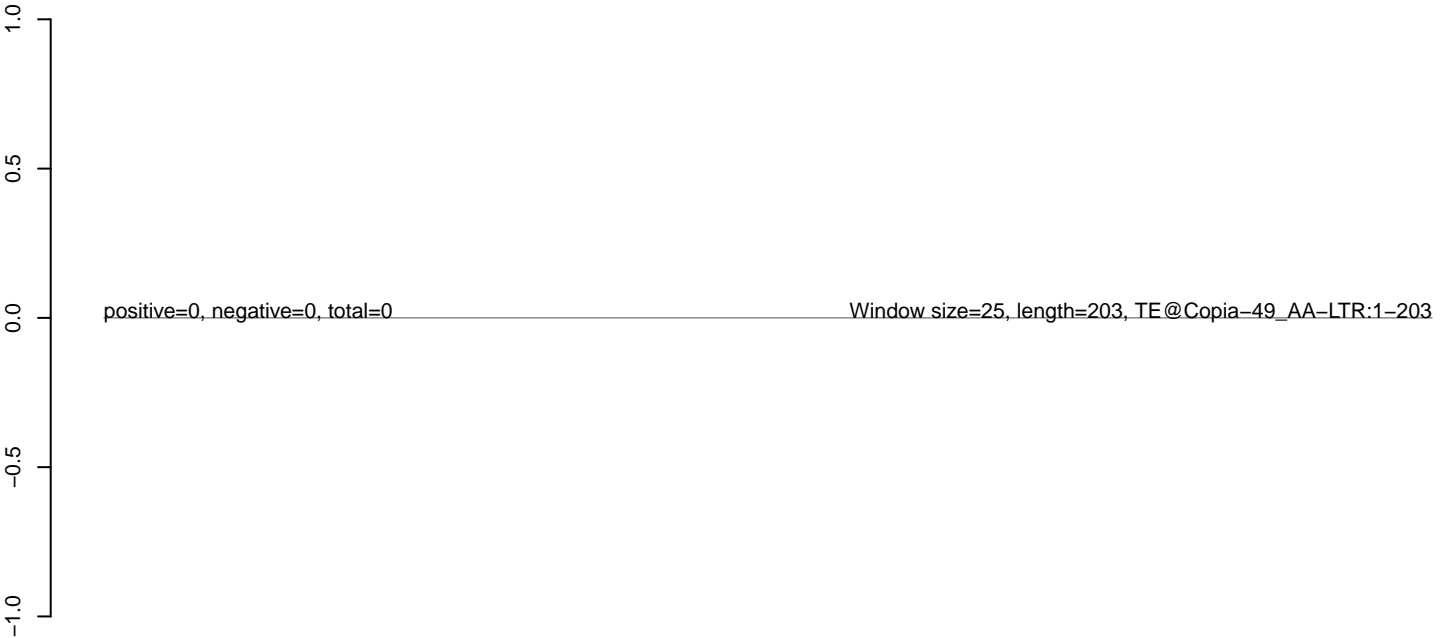 1.0
0.5
0.0
−0.5
−1.0
positive=0, negative=0, total=0
Window size=25, length=203, TE@Copia−49_AA−LTR:1−203